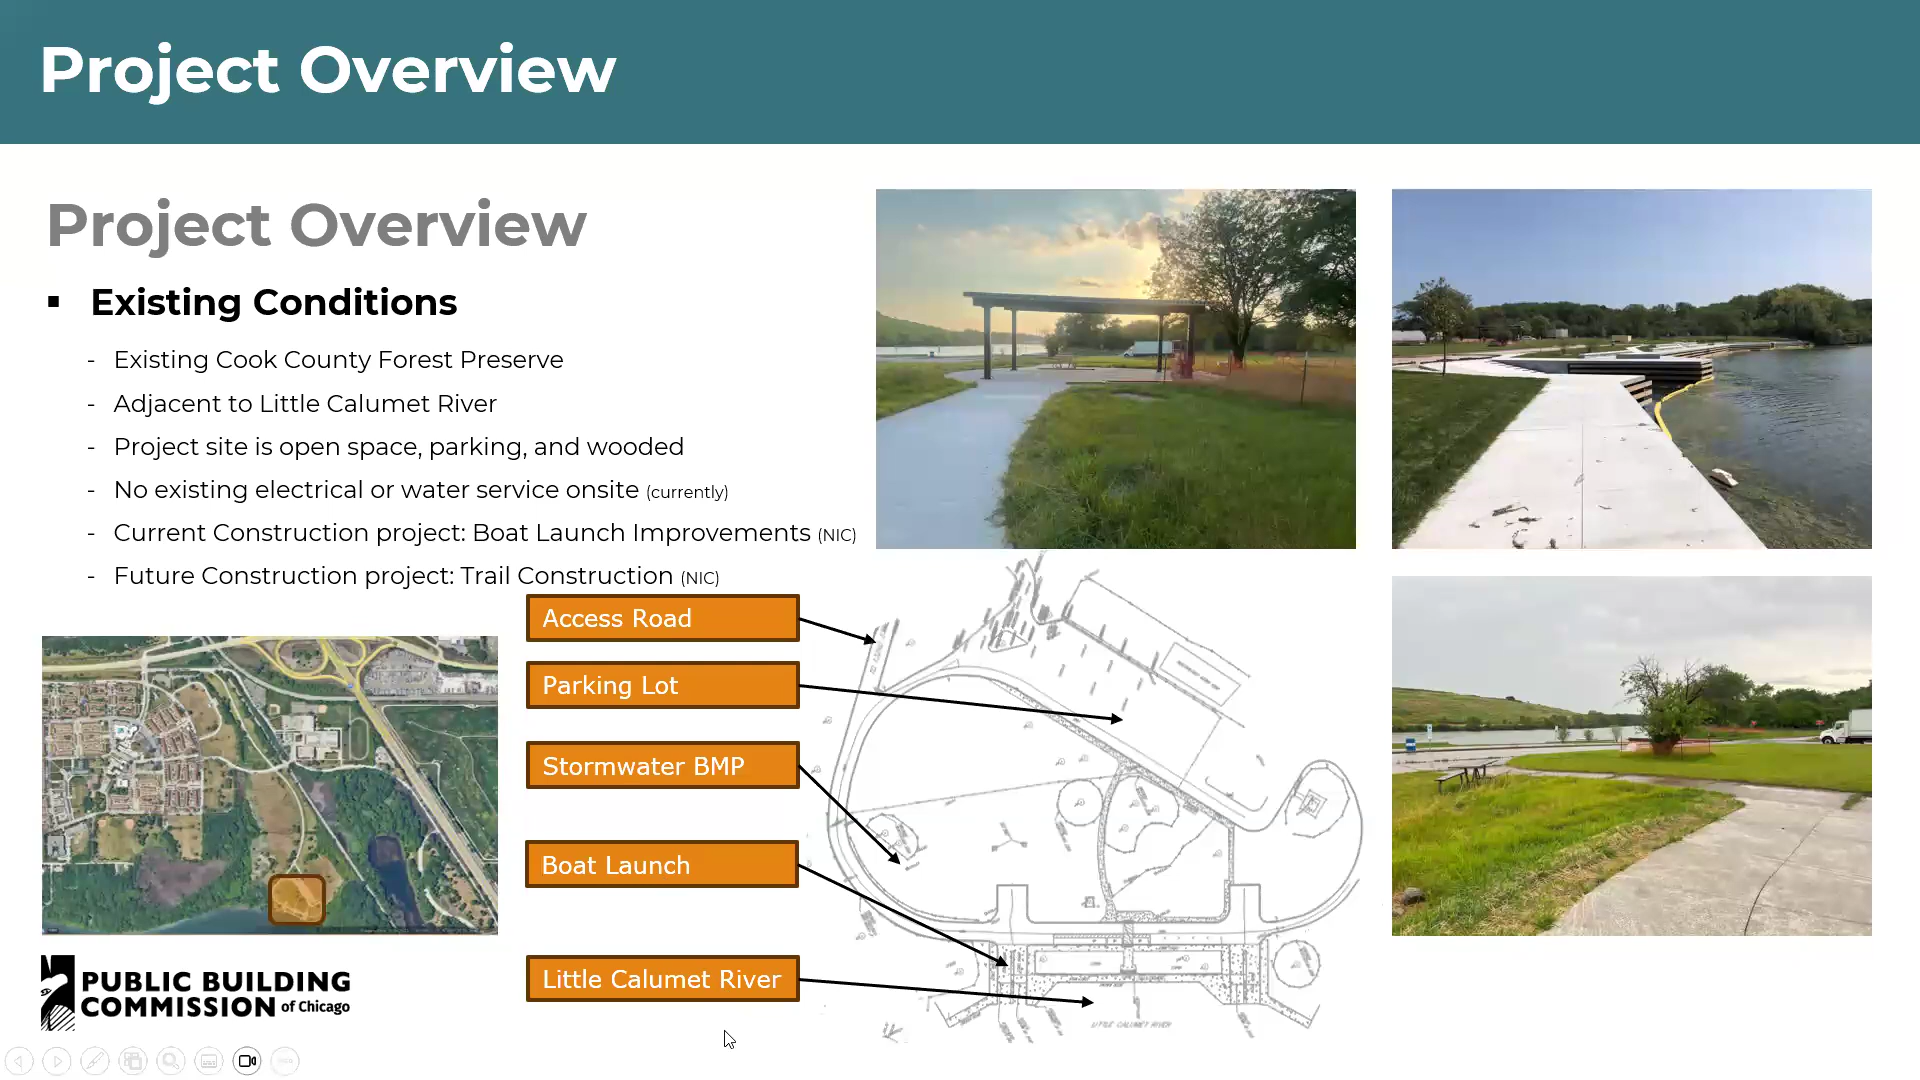 Project Overview
Project Overview
▪ Existing Conditions
- Existing Cook County Forest Preserve
- Adjacent to Little Calumet River
- Project site is open space, parking, and wooded
- No existing electrical or water service onsite (currently)
- Current Construction project: Boat Launch Improvements (NIC)
- Future Construction project: Trail Construction (NIC)
Access Road
Parking Lot
Stormwater BMP
Boat Launch
Little Calumet River
LITTLE CALUMET RIVER
PUBLIC BUILDING
COMMISSION of Chicago